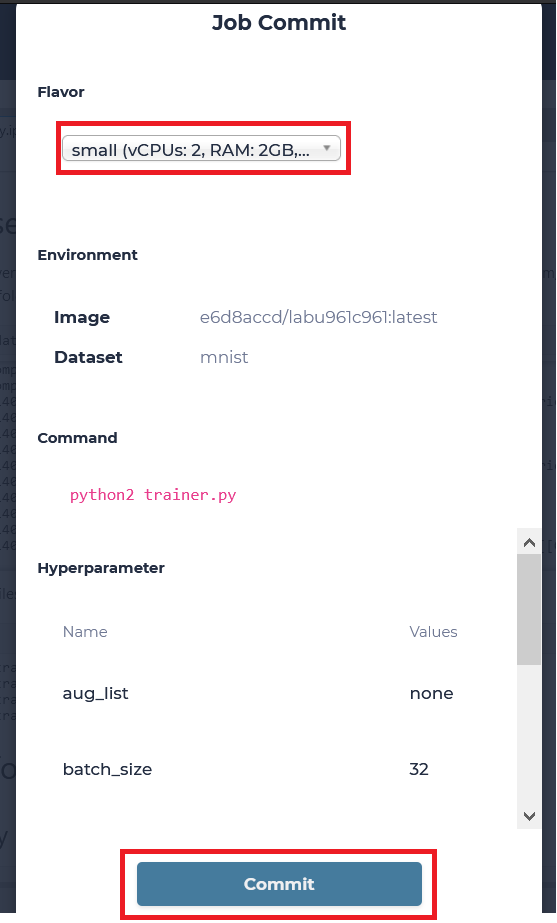 Job Commit
Flavor
small (vCPUs: 2, RAM: 2GB,...
Environment
Image e6d8accd/labu961c961:latest
Dataset mnist
Command
python2 trainer.py
Hyperparameter
Name Values
aug_list none
batch_size 32
Commit